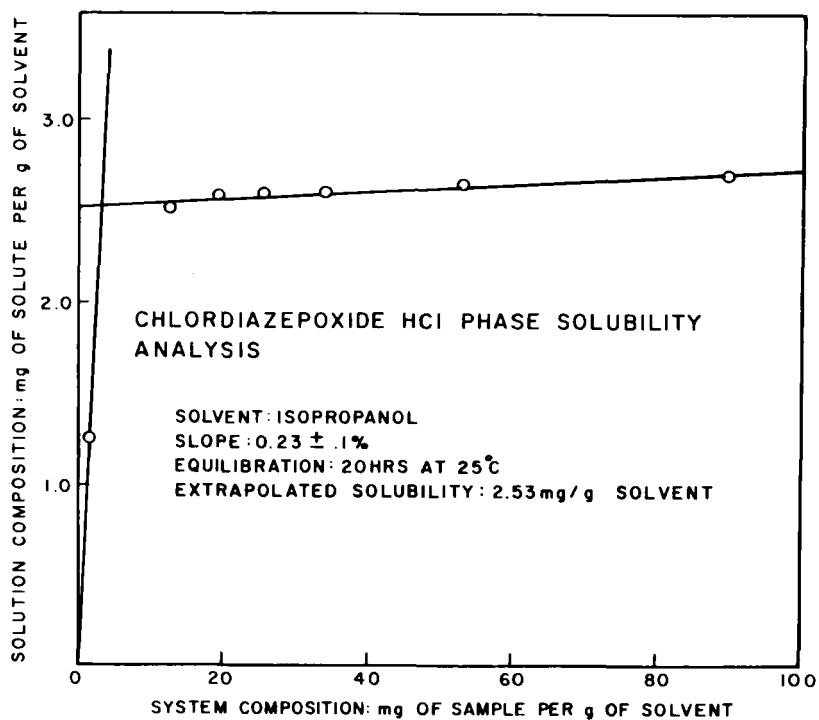 SOLUTION COMPOSITION: mg OF SOLUTE PER g OF SOLVENT
3.0
2.0
1.0
CHLORDIAZEPOXIDE HCl PHASE SOLUBILITY
ANALYSIS
SOLVENT: ISOPROPANOL
SLOPE: 0.23 ± .1%
EQUILIBRATION: 20HRS AT 25°C
EXTRAPOLATED SOLUBILITY: 2.53mg/g SOLVENT
0 20 40 60 80 100
SYSTEM COMPOSITION: mg OF SAMPLE PER g OF SOLVENT